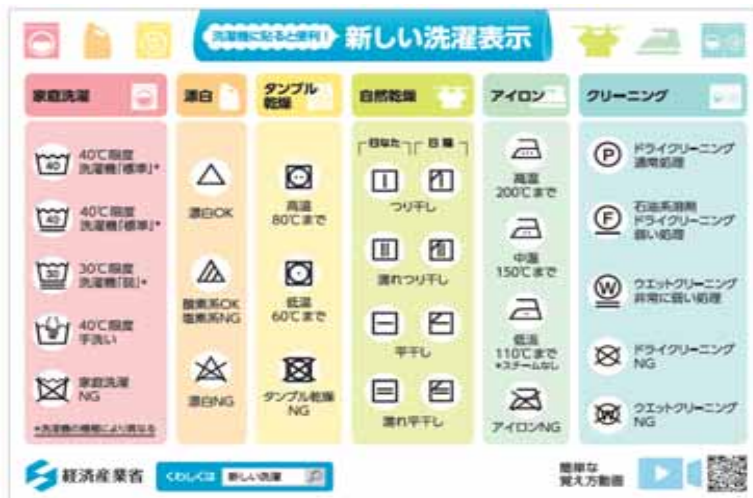 洗濯機に貼ると便利!
新しい洗濯表示
家庭洗濯
40
40℃限度
洗濯機「標準」*
40
40℃限度
洗濯機「標準」*
30
30℃限度
洗濯機「弱」*
40℃限度
手洗い
家庭洗濯
NG
*洗濯機の機種により異なる
漂白
漂白OK
酸素系OK
塩素系NG
漂白NG
タンブル
乾燥
高温
80℃まで
低温
60℃まで
タンブル乾燥
NG
自然乾燥
日なた
日陰
つり干し
濡れつり干し
平干し
濡れ平干し
アイロン
高温
200℃まで
中温
150℃まで
低温
110℃まで
*スチームなし
アイロンNG
クリーニング
P
ドライクリーニング
通常処理
F
石油系溶剤
ドライクリーニング
弱い処理
W
ウエットクリーニング
非常に弱い処理
ドライクリーニング
NG
W
ウエットクリーニング
NG
経済産業省
くわしくは
新しい洗濯
簡単な
覚え方動画